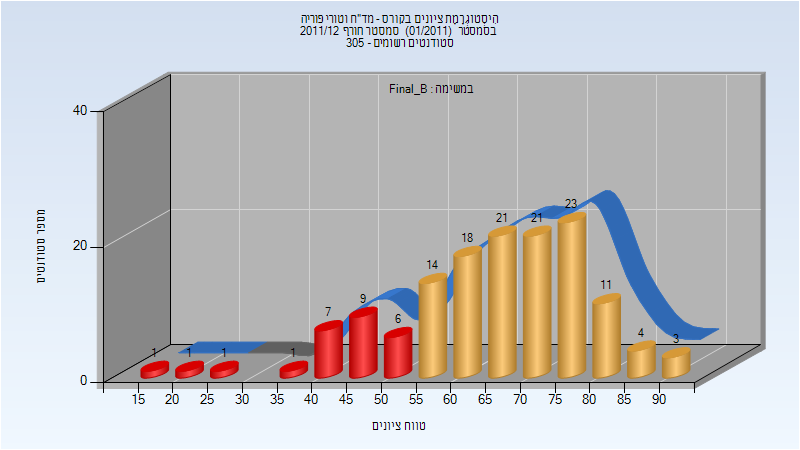 היסטוגרמת ציונים בקורס - מד"ח וטורי פוריה
בסמסטר (01/2011) סמסטר חורף 2011/12
סטודנטים רשומים - 305
במשימה : Final_B
מספר סטודנטים
40
20
0
1 1 1 1 7 9 6 14 18 21 21 23 11 4 3
15 20 25 30 35 40 45 50 55 60 65 70 75 80 85 90
טווח ציונים